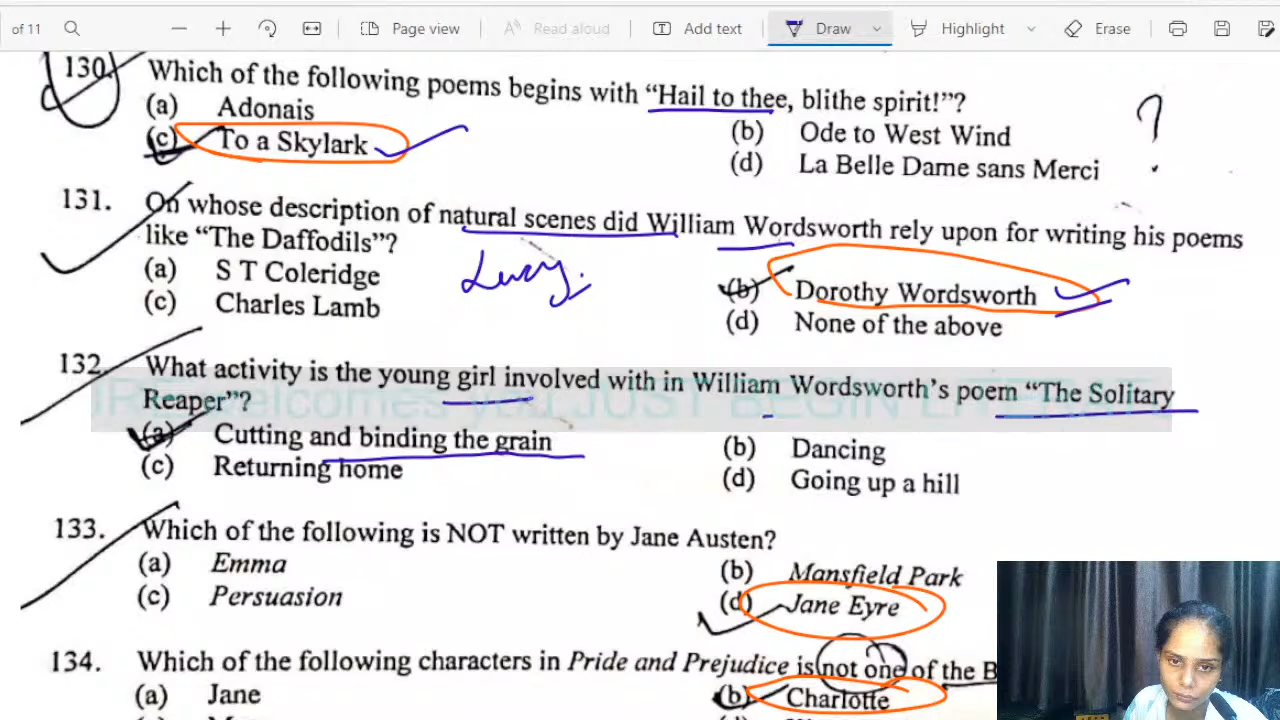 of 11 Page view Read aloud Add text Draw Highlight Erase
130. Which of the following poems begins with “Hail to thee, blithe spirit!”? ?
(a) Adonais
(b) Ode to West Wind
(c) To a Skylark
(d) La Belle Dame sans Merci
131. On whose description of natural scenes did William Wordsworth rely upon for writing his poems
like “The Daffodils”?
(a) S T Coleridge
Lucy.
(b) Dorothy Wordsworth
(c) Charles Lamb
(d) None of the above
132. What activity is the young girl involved with in William Wordsworth’s poem “The Solitary
Reaper”?
(a) Cutting and binding the grain
(b) Dancing
(c) Returning home
(d) Going up a hill
133. Which of the following is NOT written by Jane Austen?
(a) Emma
(b) Mansfield Park
(c) Persuasion
(d) Jane Eyre
134. Which of the following characters in Pride and Prejudice is not one of the B
(a) Jane
(b) Charlotte